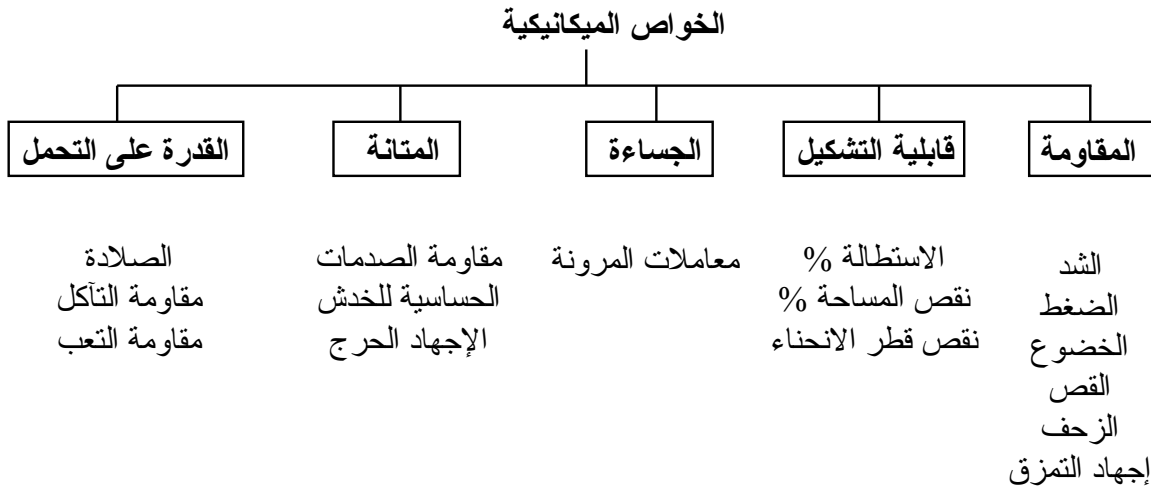 الخواص الميكانيكية
المقاومة
الشد
الضغط
الخضوع
القص
الزحف
إجهاد التمزق
قابلية التشكيل
الاستطالة %
نقص المساحة %
نقص قطر الانحناء
الجساءة
معاملات المرونة
المتانة
مقاومة الصدمات
الحساسية للخدش
الإجهاد الحرج
القدرة على التحمل
الصلادة
مقاومة التآكل
مقاومة التعب